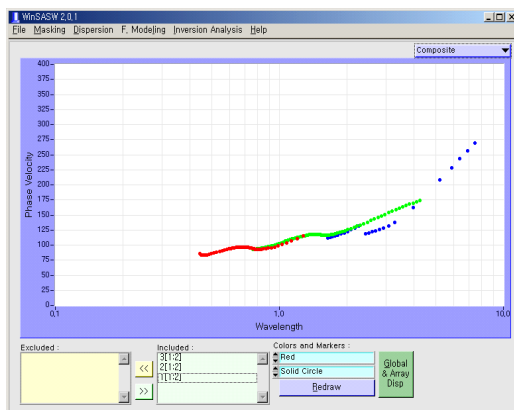 WinSASW 2,0,1
File Masking Dispersion F, Modeling Inversion Analysis Help
Composite
400-
375-
350-
325-
300-
275-
250-
225-
200-
175-
150-
125-
100-
75-
50-
25-
0-
Phase Velocity
0,1 1,0 10,0
Wavelength
Excluded : Included : Colors and Markers :
<< >>
3[1:2]
2[1:2]
1[1:2]
Red
Solid Circle
Redraw
Global
& Array
Disp